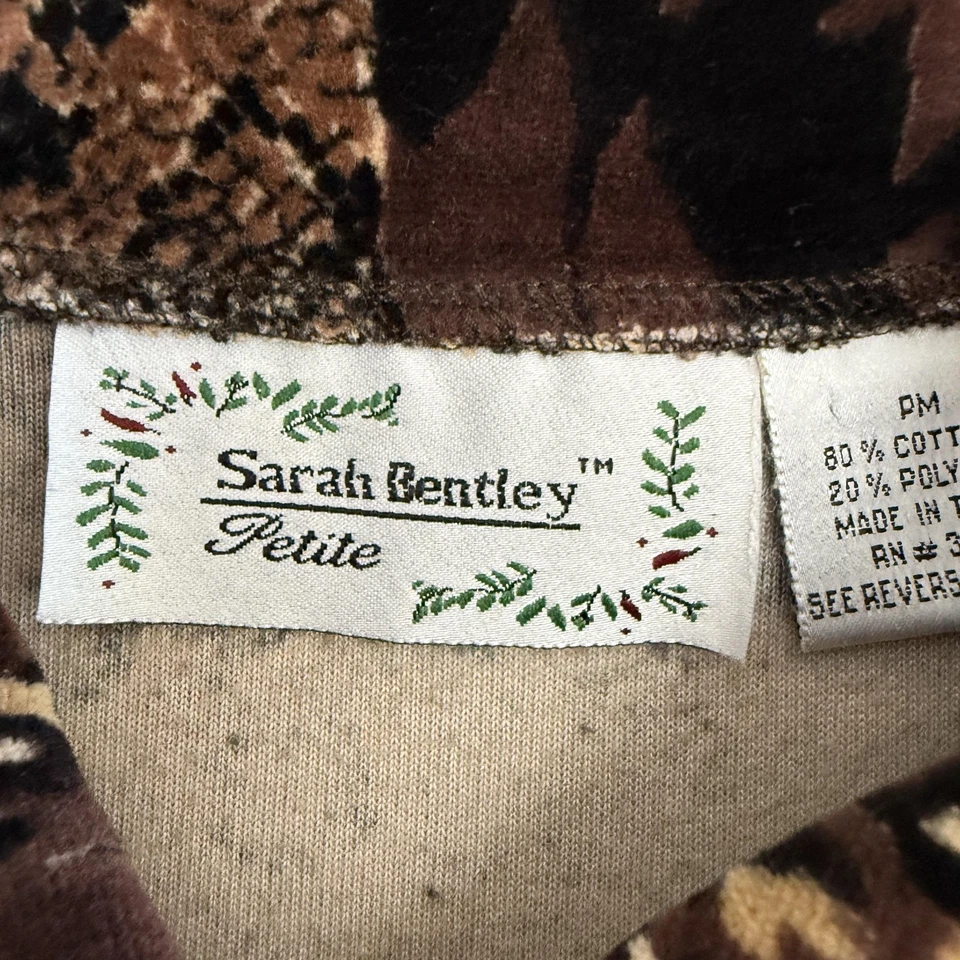 Sarah Bentley™
Petite
PM
80% COTT
20% POLY
MADE IN T
RN # 3
SEE REVERS